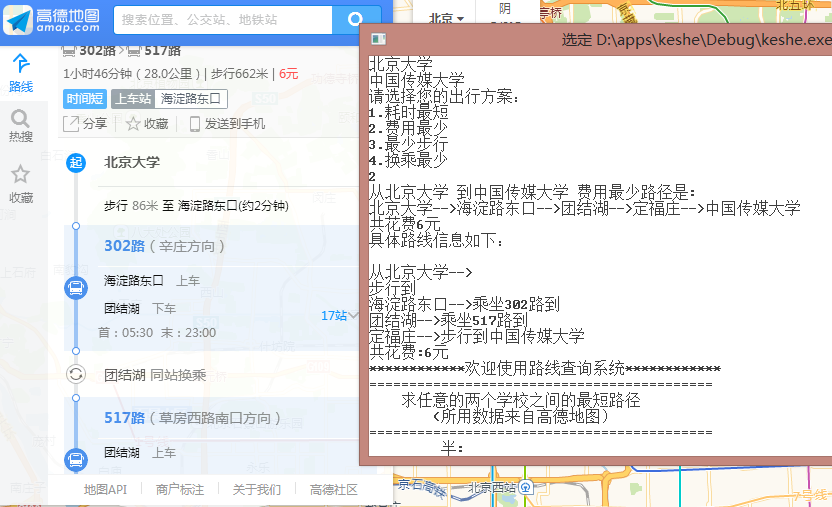 高德地图
amap.com
搜索位置、公交站、地铁站
302路>517路
1小时46分钟（28.0公里）| 步行662米 | 6元
时间短 上车站 海淀路东口
分享 收藏 发送到手机
路线
热搜
收藏
起 北京大学
步行 86米 至 海淀路东口(约2分钟)
302路（辛庄方向）
海淀路东口 上车
团结湖 下车
17站
首：05:30 末：23:00
团结湖 同站换乘
517路（草房西路南口方向）
团结湖 上车
地图API | 商户标注 | 关于我们 | 高德社区
北京
阴
北五环
选定 D:\apps\keshe\Debug\keshe.exe
北京大学
中国传媒大学
请选择您的出行方案：
1.耗时最短
2.费用最少
3.最少步行
4.换乘最少
2
从北京大学 到中国传媒大学 费用最少路径是：
北京大学-->海淀路东口-->团结湖-->定福庄-->中国传媒大学
共花费6元
具体路线信息如下：
从北京大学-->
步行到
海淀路东口-->乘坐302路到
团结湖-->乘坐517路到
定福庄-->步行到中国传媒大学
共花费:6元
************欢迎使用路线查询系统************
===========================================
求任意的两个学校之间的最短路径
（所用数据来自高德地图）
===========================================
半：
京石高速
北京西站
7号线